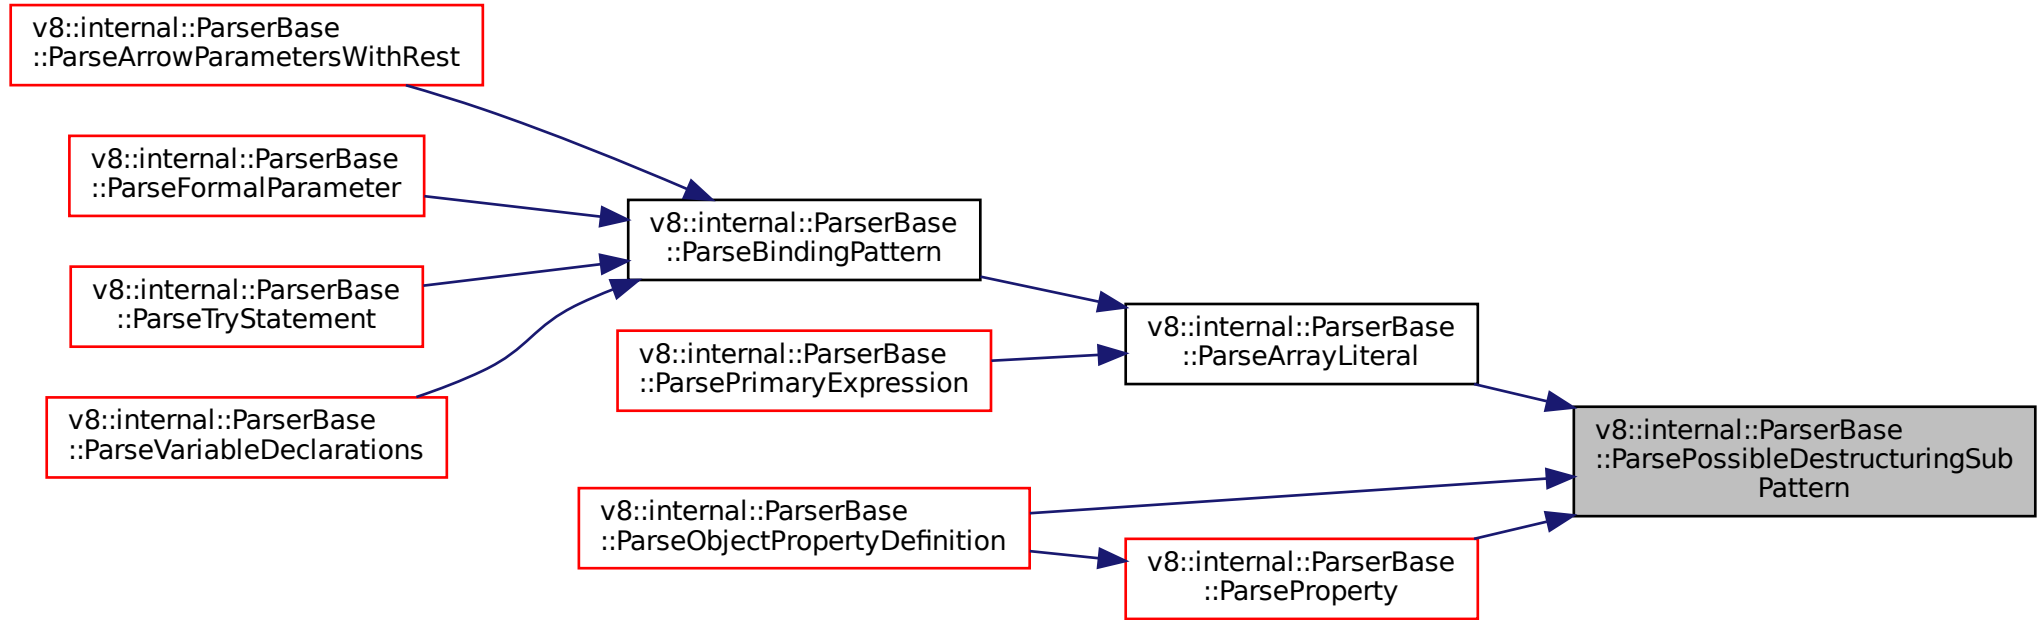 v8::internal::ParserBase
::ParseArrowParametersWithRest
v8::internal::ParserBase
::ParseFormalParameter
v8::internal::ParserBase
::ParseTryStatement
v8::internal::ParserBase
::ParseVariableDeclarations
v8::internal::ParserBase
::ParseBindingPattern
v8::internal::ParserBase
::ParsePrimaryExpression
v8::internal::ParserBase
::ParseObjectPropertyDefinition
v8::internal::ParserBase
::ParseArrayLiteral
v8::internal::ParserBase
::ParseProperty
v8::internal::ParserBase
::ParsePossibleDestructuringSub
Pattern